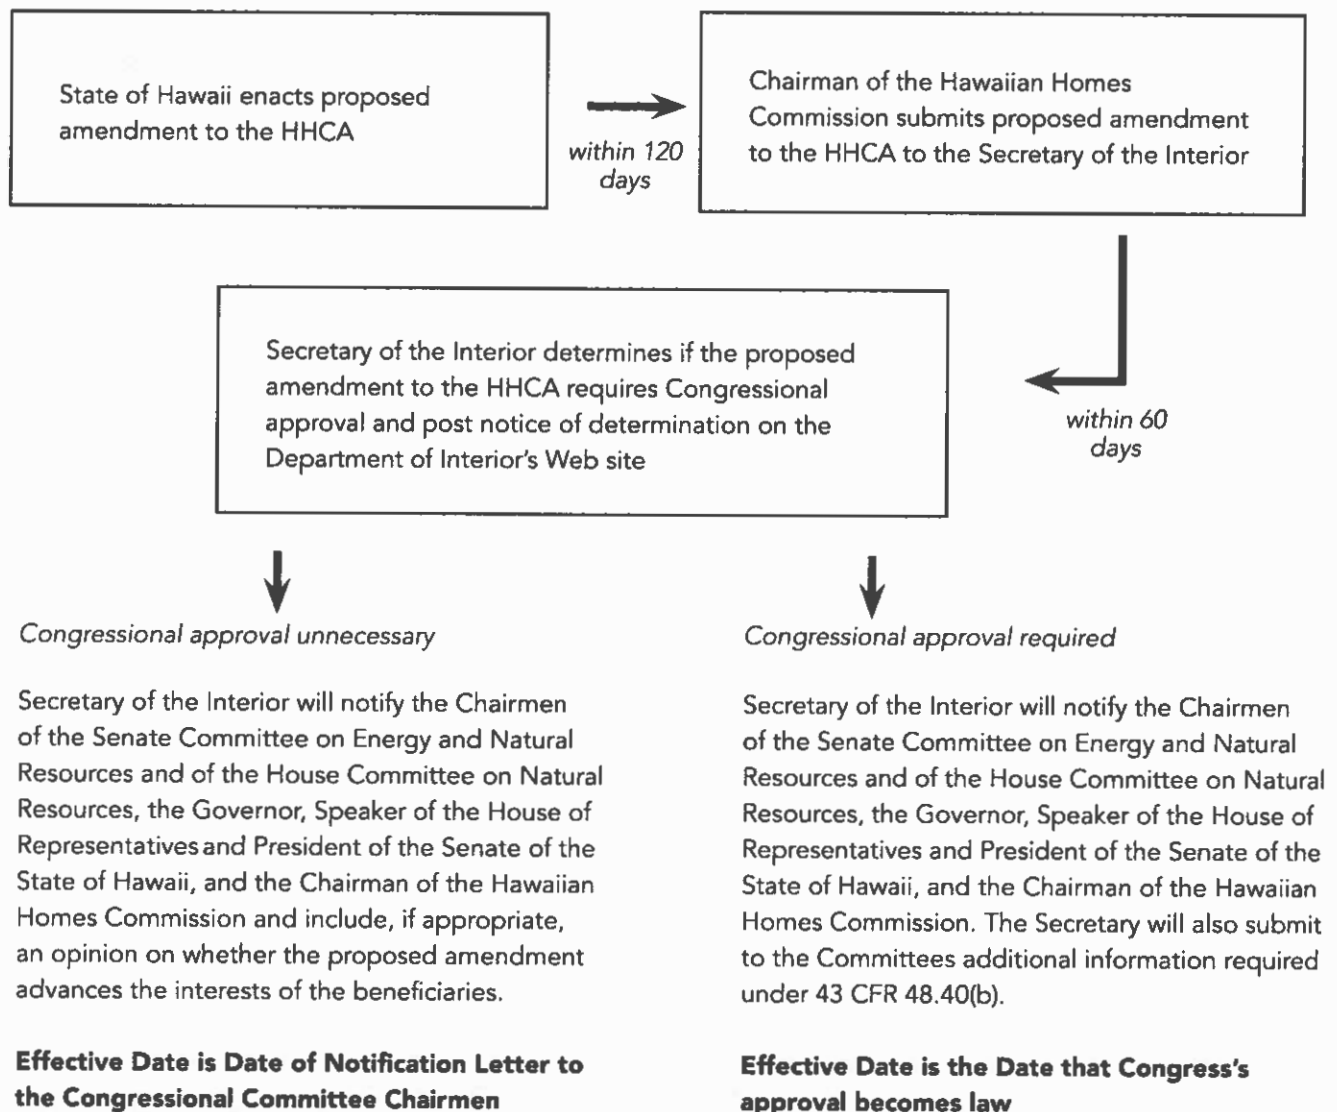 State of Hawaii enacts proposed
amendment to the HHCA
within 120
days
Chairman of the Hawaiian Homes
Commission submits proposed amendment
to the HHCA to the Secretary of the Interior
within 60
days
Secretary of the Interior determines if the proposed
amendment to the HHCA requires Congressional
approval and post notice of determination on the
Department of Interior's Web site
Congressional approval unnecessary
Secretary of the Interior will notify the Chairmen
of the Senate Committee on Energy and Natural
Resources and of the House Committee on Natural
Resources, the Governor, Speaker of the House of
Representatives and President of the Senate of the
State of Hawaii, and the Chairman of the Hawaiian
Homes Commission and include, if appropriate,
an opinion on whether the proposed amendment
advances the interests of the beneficiaries.
Effective Date is Date of Notification Letter to
the Congressional Committee Chairmen
Congressional approval required
Secretary of the Interior will notify the Chairmen
of the Senate Committee on Energy and Natural
Resources and of the House Committee on Natural
Resources, the Governor, Speaker of the House of
Representatives and President of the Senate of the
State of Hawaii, and the Chairman of the Hawaiian
Homes Commission. The Secretary will also submit
to the Committees additional information required
under 43 CFR 48.40(b).
Effective Date is the Date that Congress's
approval becomes law